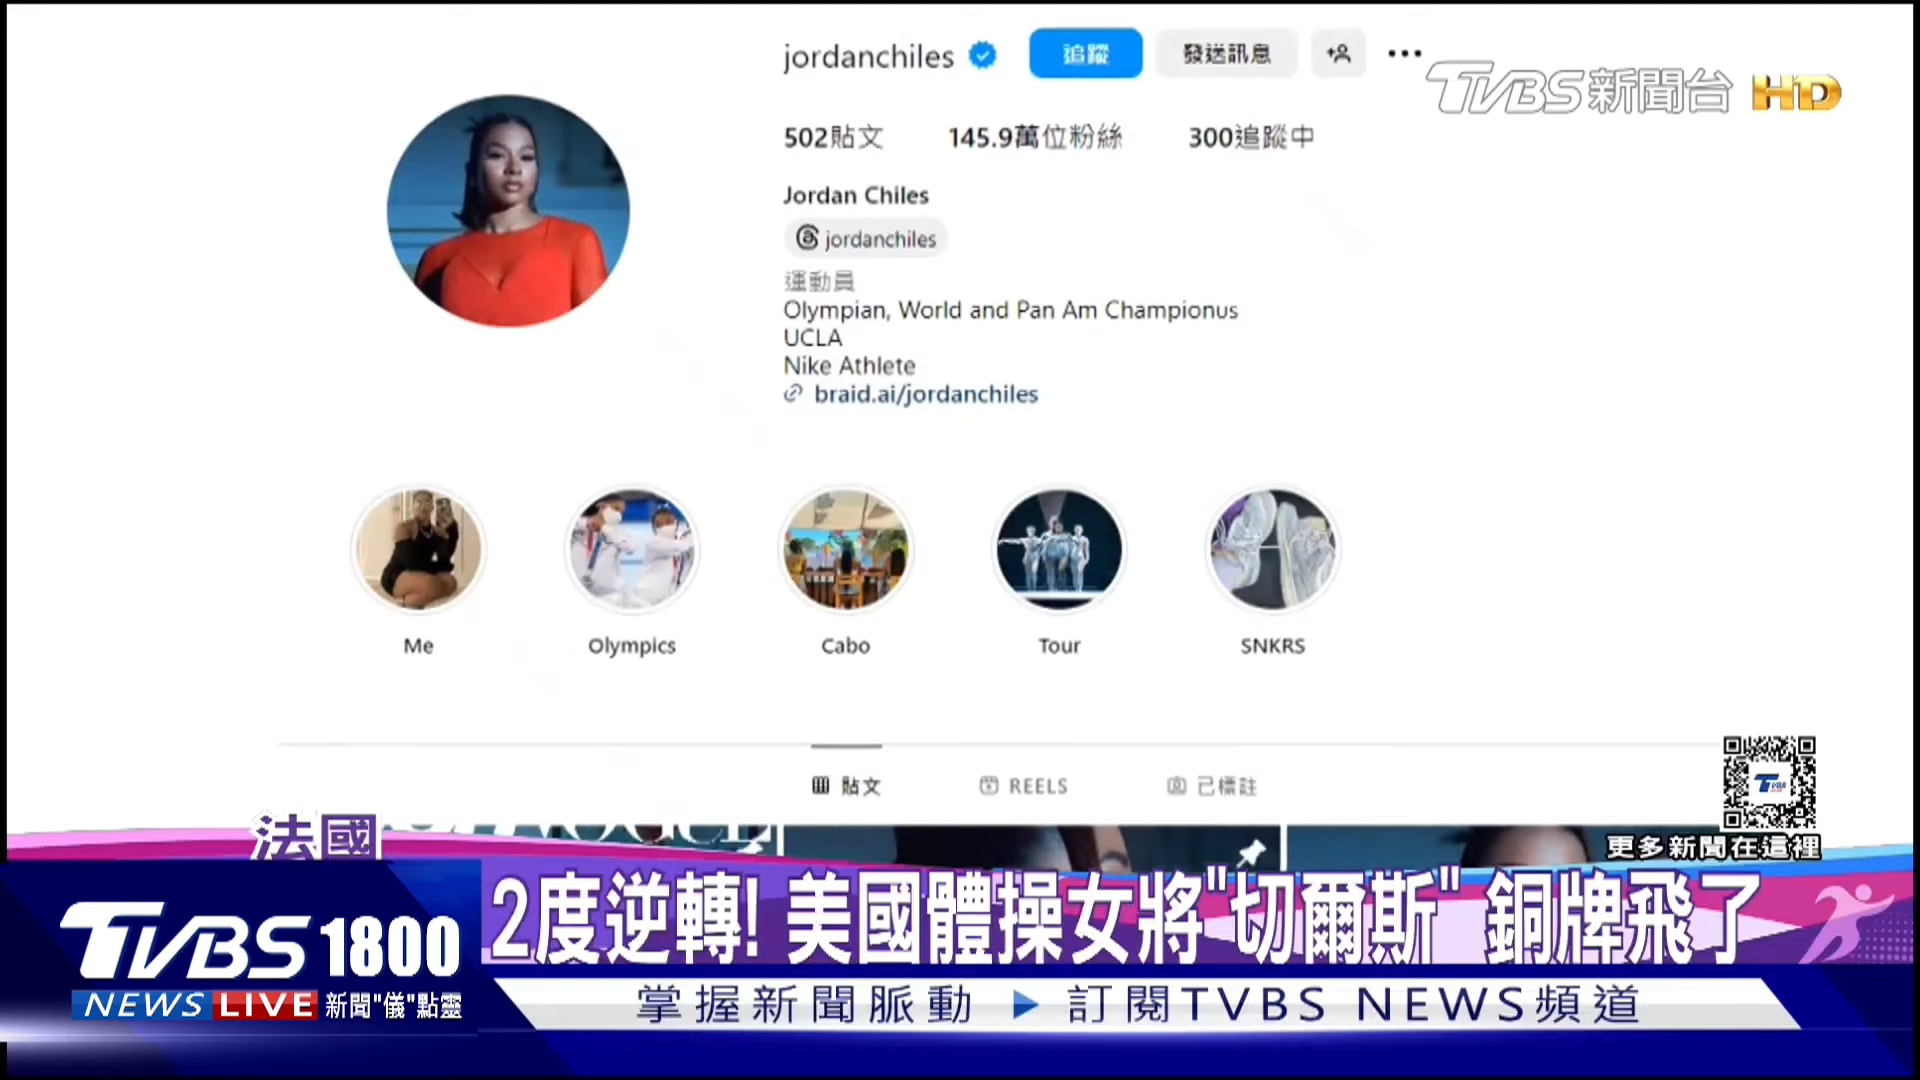 jordanchiles 追蹤 發送訊息
TVBS新聞台 HD
502貼文 145.9萬位粉絲 300追蹤中
Jordan Chiles
jordanchiles
運動員
Olympian, World and Pan Am Championus
UCLA
Nike Athlete
braid.ai/jordanchiles
Me Olympics Cabo Tour SNKRS
貼文 REELS 已標註
TVBS
更多新聞在這裡
法國
2度逆轉! 美國體操女將"切爾斯" 銅牌飛了
TVBS 1800
NEWS LIVE 新聞"儀"點靈
掌握新聞脈動 ▶ 訂閱TVBS NEWS頻道